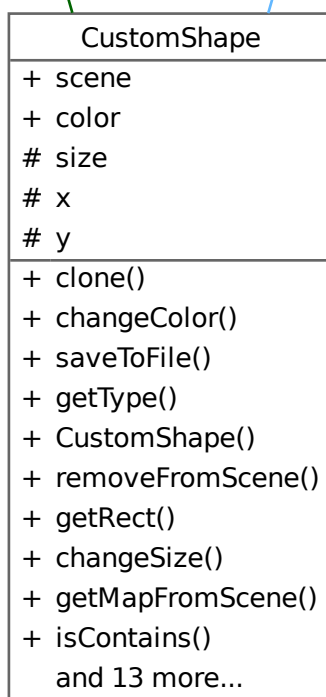 CustomShape
+ scene
+ color
# size
# x
# y
+ clone()
+ changeColor()
+ saveToFile()
+ getType()
+ CustomShape()
+ removeFromScene()
+ getRect()
+ changeSize()
+ getMapFromScene()
+ isContains()
and 13 more...